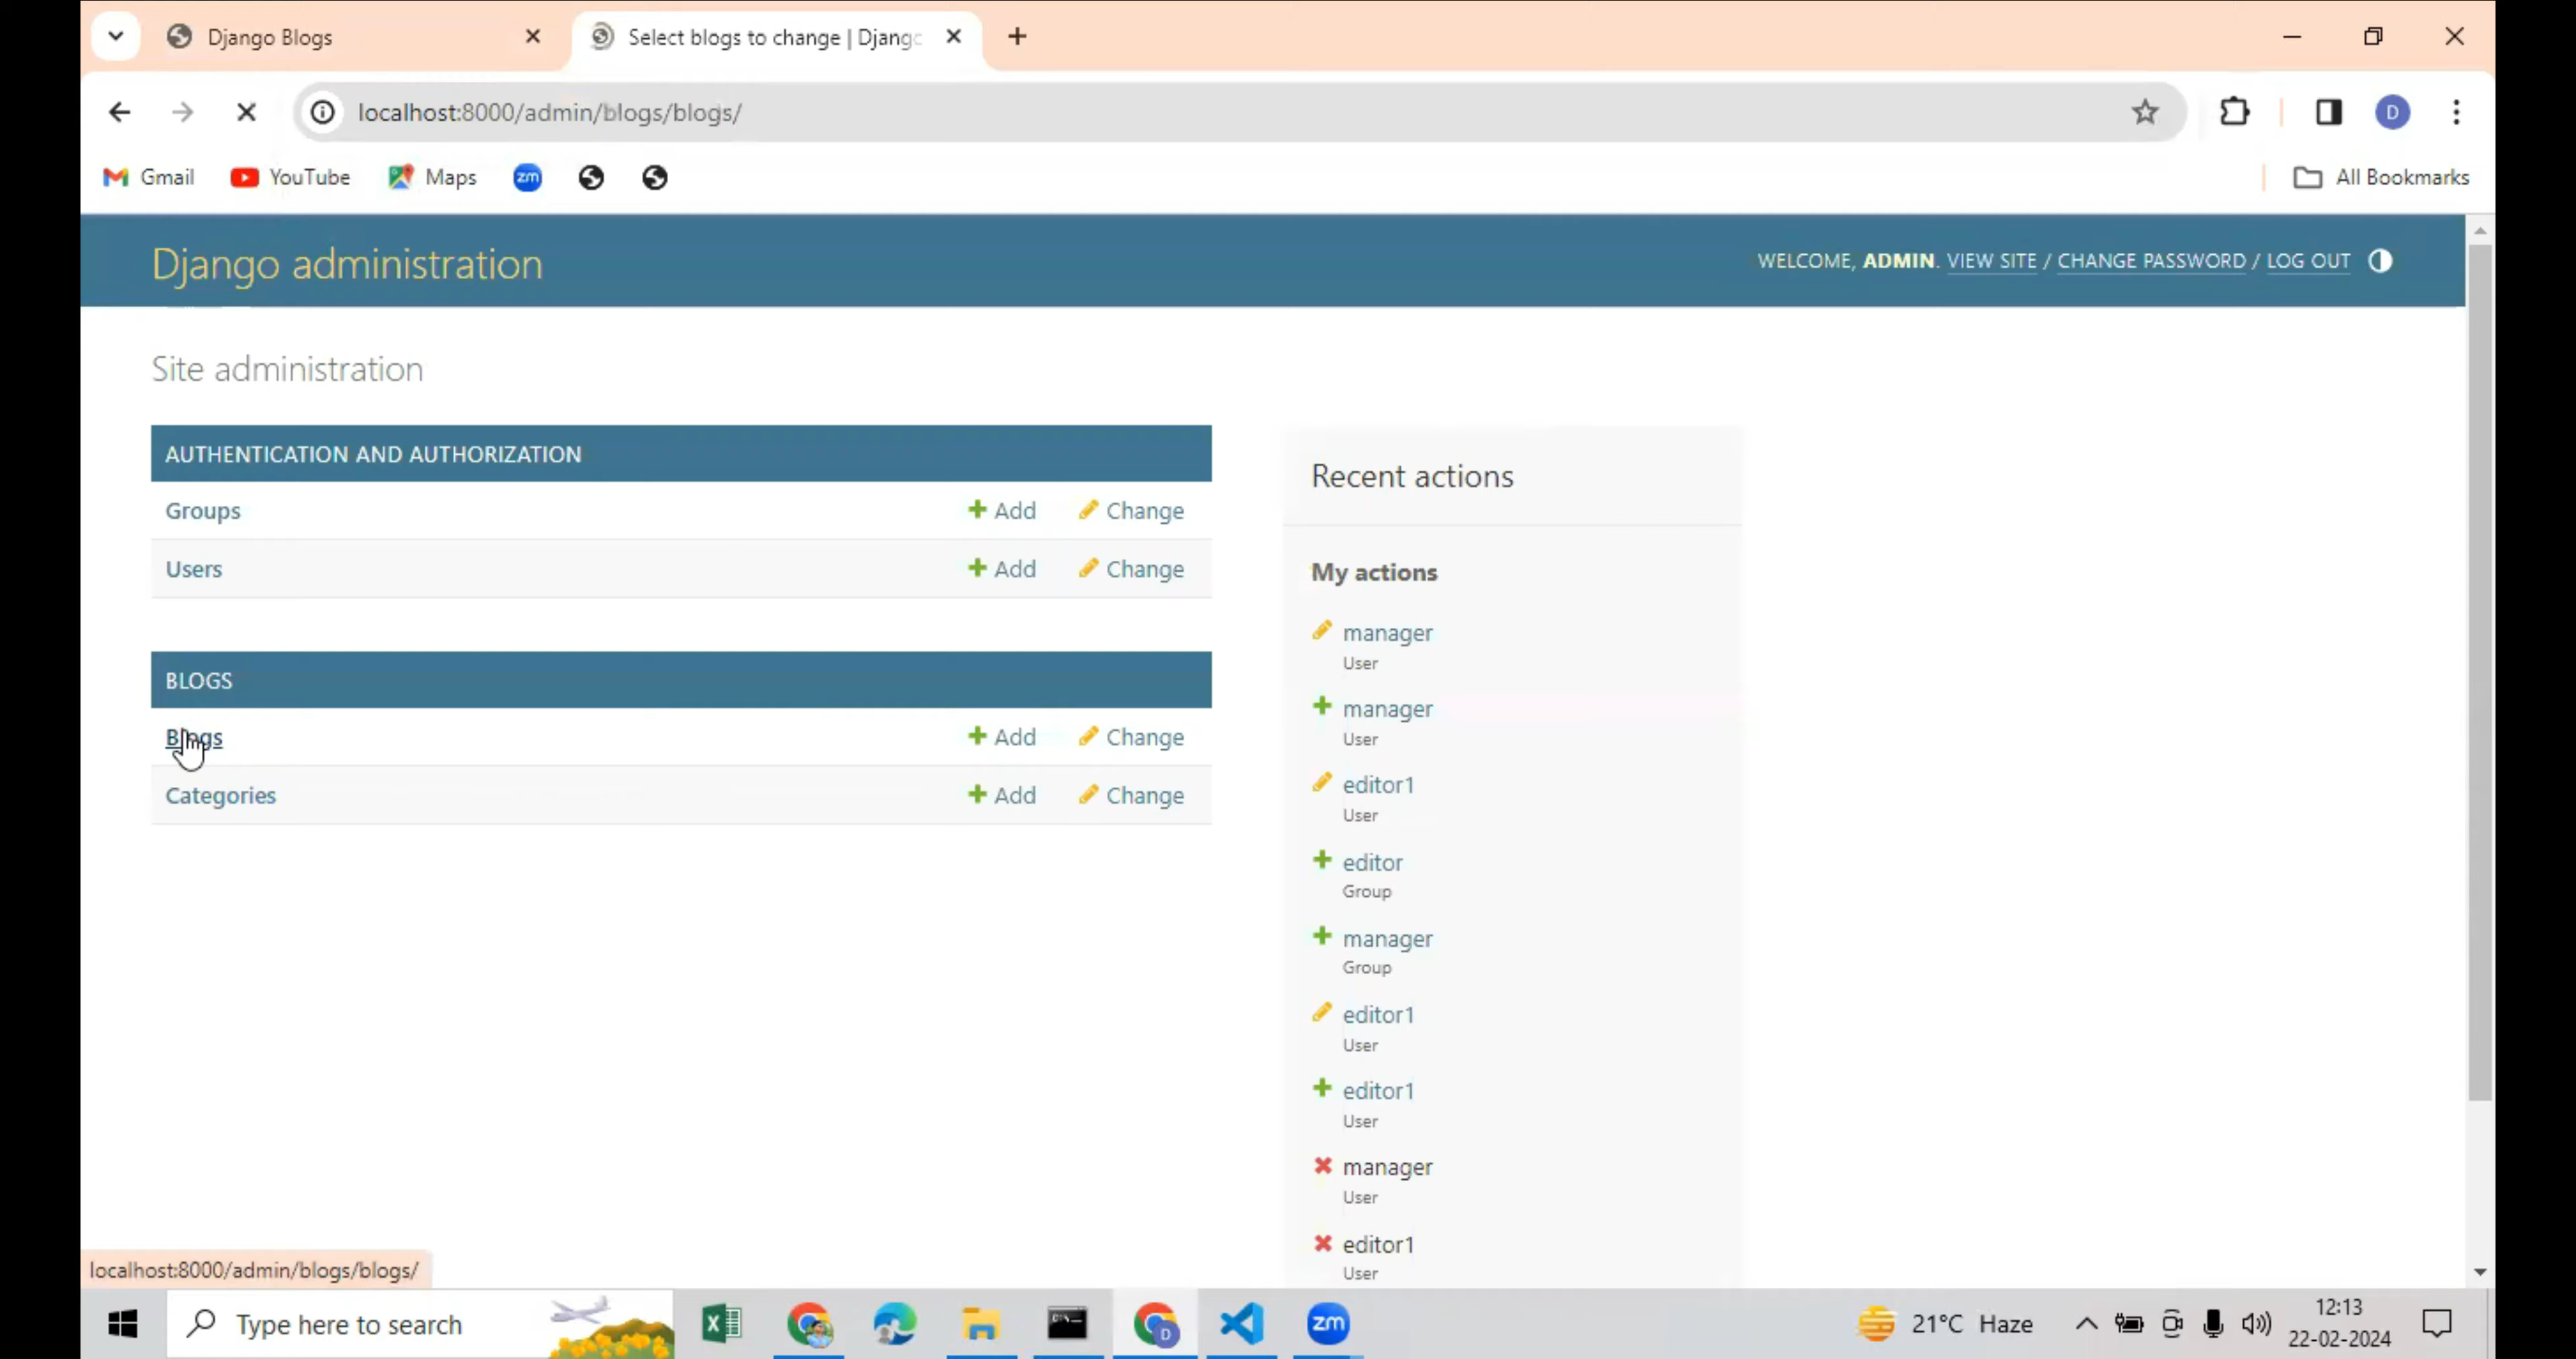 Django Blogs
Select blogs to change | Django
localhost:8000/admin/blogs/blogs/
D
Gmail
YouTube
Maps
zm
All Bookmarks
Django administration
WELCOME, ADMIN. VIEW SITE / CHANGE PASSWORD / LOG OUT
Site administration
AUTHENTICATION AND AUTHORIZATION
Groups Add Change
Users Add Change
BLOGS
Blogs Add Change
Categories Add Change
Recent actions
My actions
manager
User
manager
User
editor1
User
editor
Group
manager
Group
editor1
User
editor1
User
manager
User
editor1
User
localhost:8000/admin/blogs/blogs/
Type here to search
D
zm
21°C Haze
12:13
22-02-2024